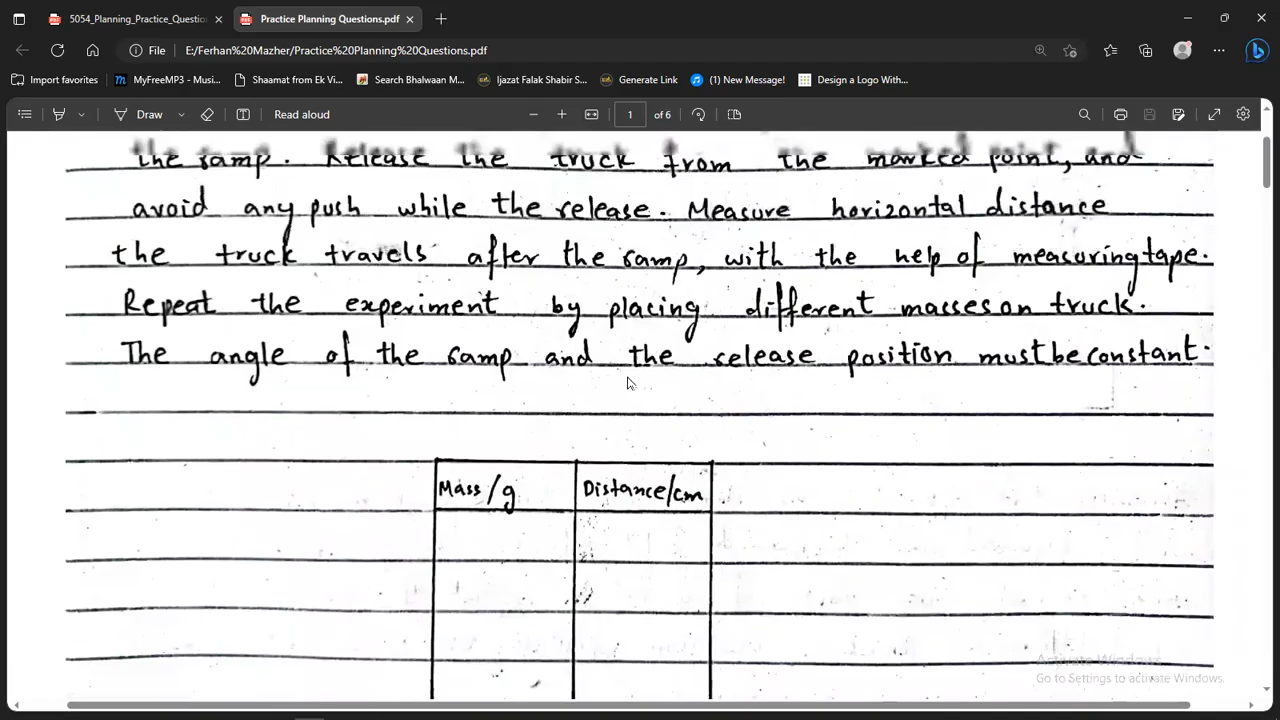 5054_Planning_Practice_Questio
Practice Planning Questions.pdf
File
E:/Ferhan%20Mazher/Practice%20Planning%20Questions.pdf
Import favorites
MyFreeMP3 - Musi...
Shaamat from Ek Vi...
Search Bhalwaan M...
Ijazat Falak Shabir S...
Generate Link
(1) New Message!
Design a Logo With...
Draw
Read aloud
1 of 6
the ramp. Release the truck from the marked point, and
avoid any push while the release. Measure horizontal distance
the truck travels after the ramp, with the help of measuring tape.
Repeat the experiment by placing different masses on truck.
The angle of the ramp and the release position must be constant.
Mass/g Distance/cm
Activate Windows
Go to Settings to activate Windows.